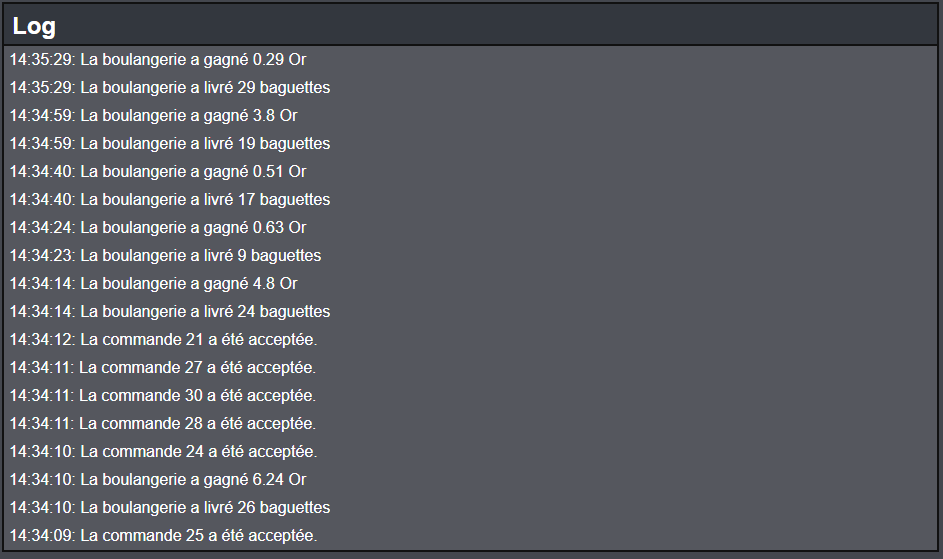 Log
14:35:29: La boulangerie a gagné 0.29 Or
14:35:29: La boulangerie a livré 29 baguettes
14:34:59: La boulangerie a gagné 3.8 Or
14:34:59: La boulangerie a livré 19 baguettes
14:34:40: La boulangerie a gagné 0.51 Or
14:34:40: La boulangerie a livré 17 baguettes
14:34:24: La boulangerie a gagné 0.63 Or
14:34:23: La boulangerie a livré 9 baguettes
14:34:14: La boulangerie a gagné 4.8 Or
14:34:14: La boulangerie a livré 24 baguettes
14:34:12: La commande 21 a été acceptée.
14:34:11: La commande 27 a été acceptée.
14:34:11: La commande 30 a été acceptée.
14:34:11: La commande 28 a été acceptée.
14:34:10: La commande 24 a été acceptée.
14:34:10: La boulangerie a gagné 6.24 Or
14:34:10: La boulangerie a livré 26 baguettes
14:34:09: La commande 25 a été acceptée.